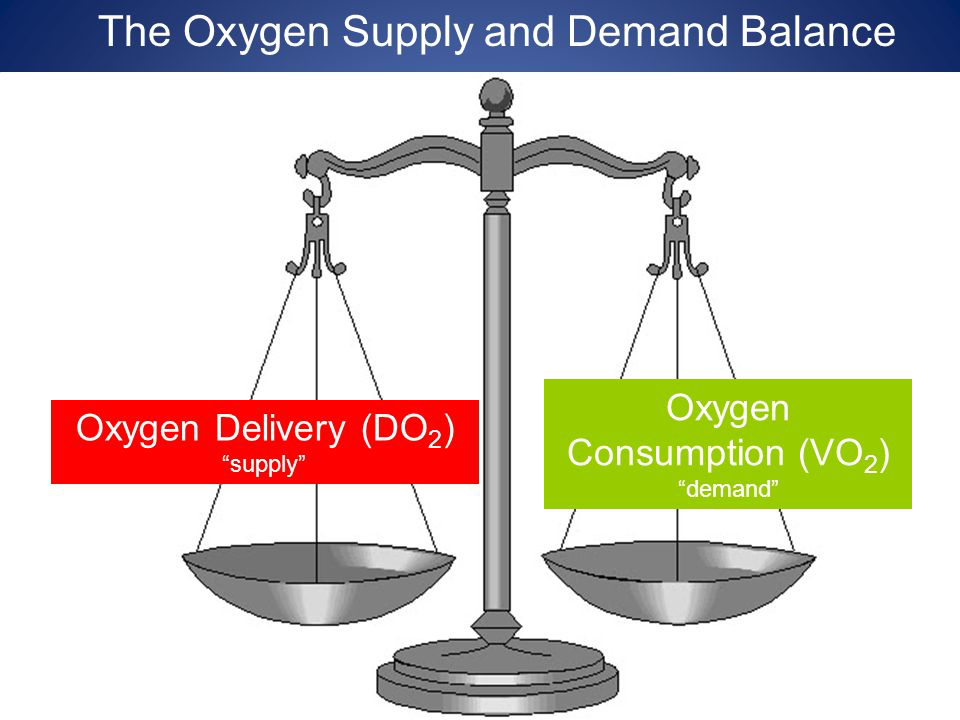 The Oxygen Supply and Demand Balance
Oxygen Delivery (DO₂)
“supply”
Oxygen
Consumption (VO₂)
“demand”